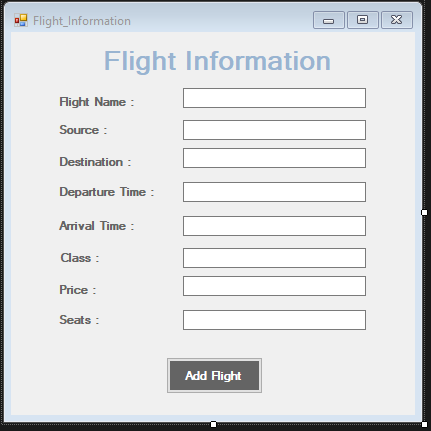 Flight_Information
Flight Information
Flight Name :
Source :
Destination :
Departure Time :
Arrival Time :
Class :
Price :
Seats :
Add Flight